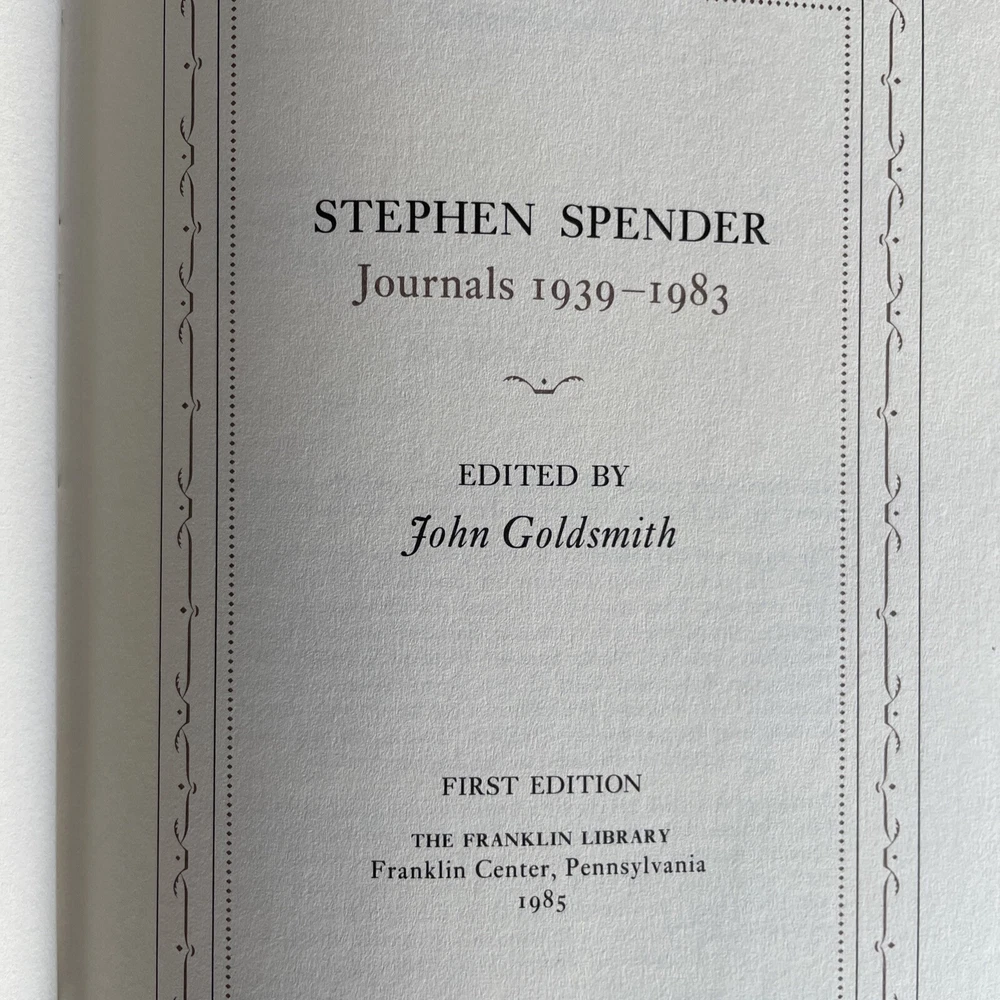 STEPHEN SPENDER
Journals 1939–1983
EDITED BY
John Goldsmith
FIRST EDITION
THE FRANKLIN LIBRARY
Franklin Center, Pennsylvania
1985